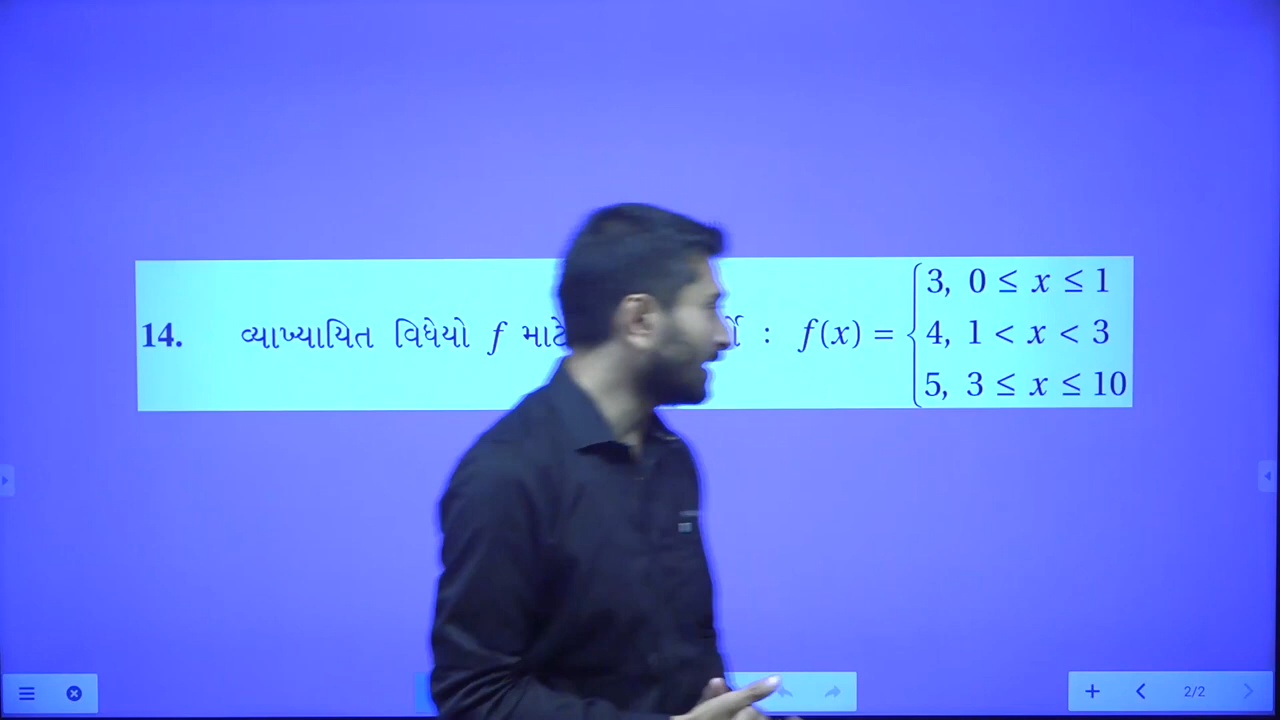 14. વ્યાખ્યાયિત વિધેયો f : f(x) = { 3, 0 ≤ x ≤ 1
4, 1 < x < 3
5, 3 ≤ x ≤ 10
2/2